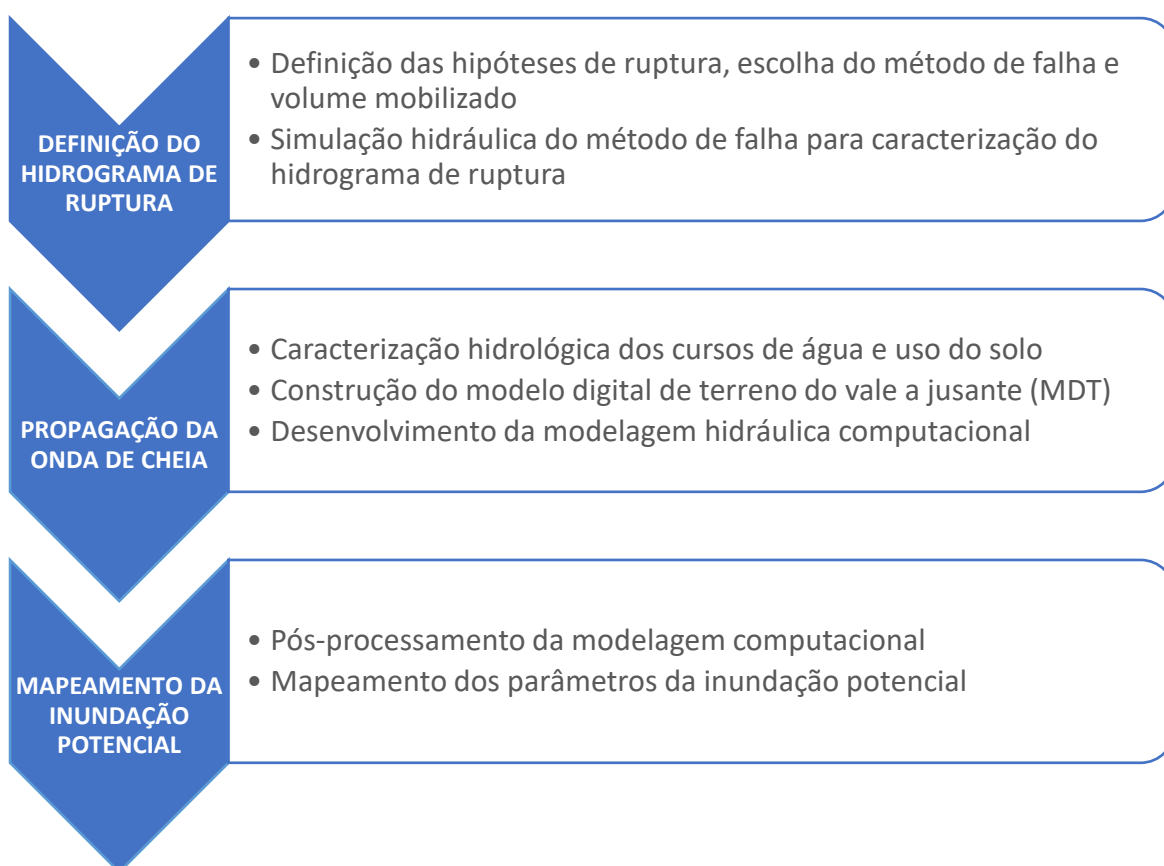 DEFINIÇÃO DO
HIDROGRAMA DE
RUPTURA
• Definição das hipóteses de ruptura, escolha do método de falha e
volume mobilizado
• Simulação hidráulica do método de falha para caracterização do
hidrograma de ruptura
PROPAGAÇÃO DA
ONDA DE CHEIA
• Caracterização hidrológica dos cursos de água e uso do solo
• Construção do modelo digital de terreno do vale a jusante (MDT)
• Desenvolvimento da modelagem hidráulica computacional
MAPEAMENTO DA
INUNDAÇÃO
POTENCIAL
• Pós-processamento da modelagem computacional
• Mapeamento dos parâmetros da inundação potencial